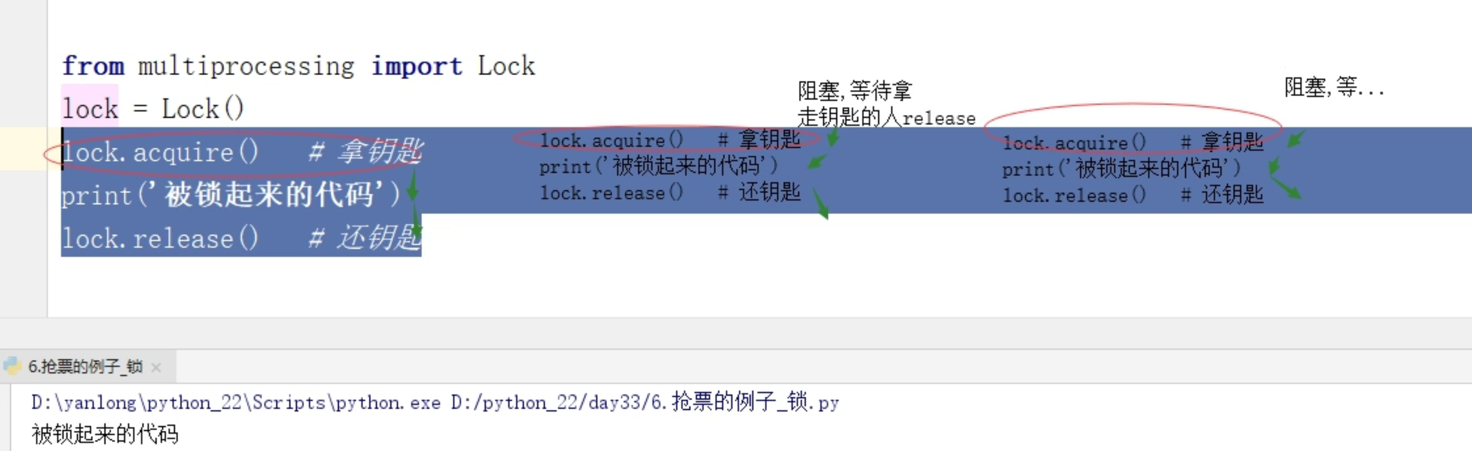 from multiprocessing import Lock
lock = Lock()
lock.acquire()   # 拿钥匙
print('被锁起来的代码')
lock.release()   # 还钥匙
阻塞,等待拿
走钥匙的人release
lock.acquire()   # 拿钥匙
print('被锁起来的代码')
lock.release()   # 还钥匙
阻塞,等...
lock.acquire()   # 拿钥匙
print('被锁起来的代码')
lock.release()   # 还钥匙
6.抢票的例子_锁 ×
D:\yanlong\python_22\Scripts\python.exe D:/python_22/day33/6.抢票的例子_锁.py
被锁起来的代码